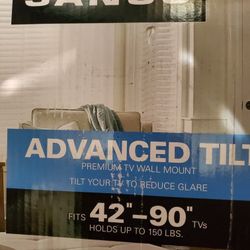 ADVANCED TILT
PREMIUM TV WALL MOUNT
TILT YOUR TV TO REDUCE GLARE
FITS 42"–90" TVs
HOLDS UP TO 150 LBS.